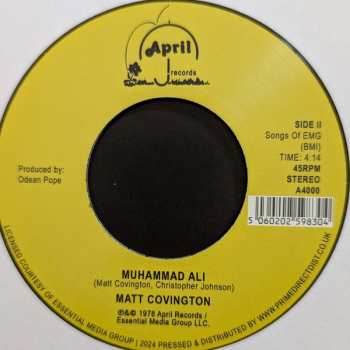 April
records
SIDE II
Songs Of EMG
(BMI)
TIME: 4:14
45RPM
STEREO
A4000
Produced by:
Odean Pope
5 060202 598304
MUHAMMAD ALI
(Matt Covington, Christopher Johnson)
MATT COVINGTON
℗&© 1978 April Records /
Essential Media Group LLC.
LICENSED COURTESY OF ESSENTIAL MEDIA GROUP | 2024 PRESSED & DISTRIBUTED BY WWW.PRIMEDIRECTDIST.CO.UK